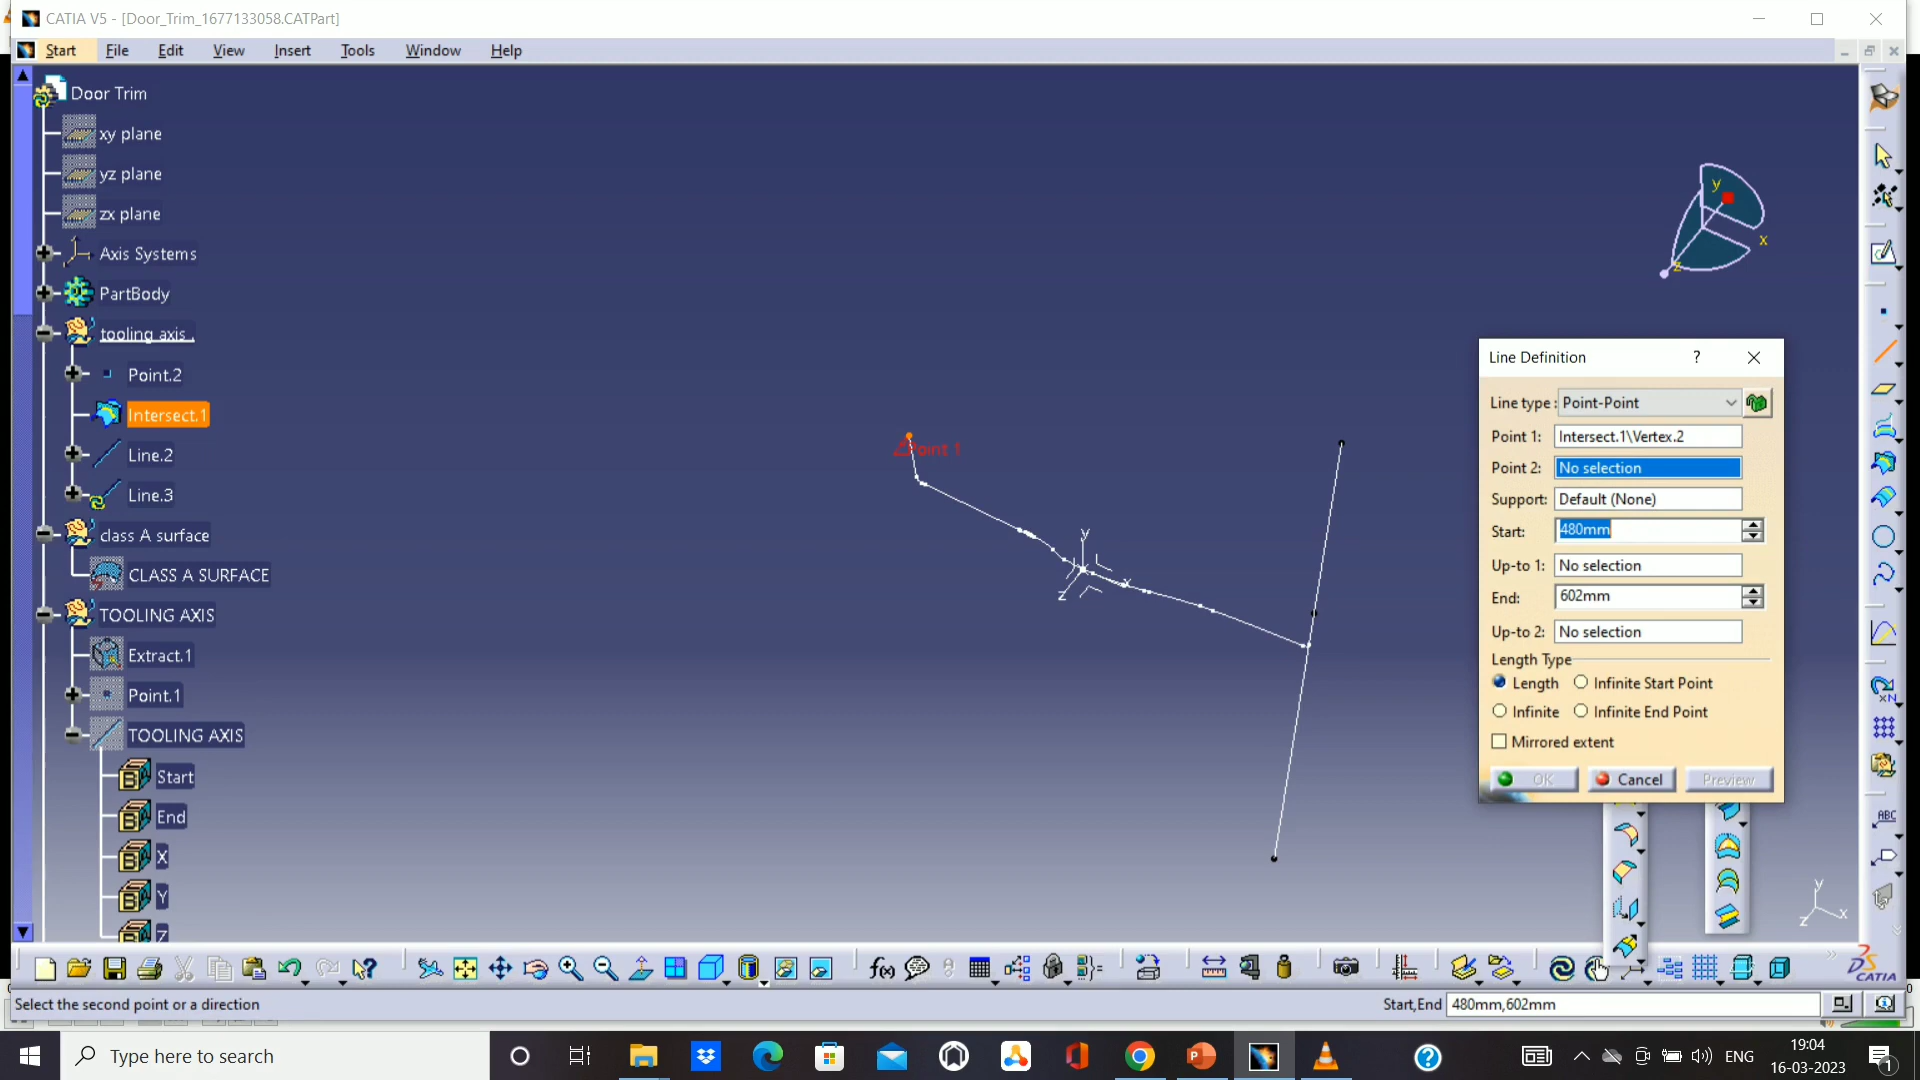 CATIA V5 - [Door_Trim_1677133058.CATPart]
Start File Edit View Insert Tools Window Help
Door Trim
xy plane
yz plane
zx plane
Axis Systems
PartBody
tooling axis .
Point.2
Intersect.1
Line.2
Line.3
class A surface
CLASS A SURFACE
TOOLING AXIS
Extract.1
Point.1
TOOLING AXIS
Start
End
X
Y
Z
Point 1
y
x
z
y
x
z
Line Definition ?
Line type : Point-Point
Point 1: Intersect.1\Vertex.2
Point 2: No selection
Support: Default (None)
Start: 480mm
Up-to 1: No selection
End: 602mm
Up-to 2: No selection
Length Type
Length Infinite Start Point
Infinite Infinite End Point
Mirrored extent
OK Cancel Preview
ABC
y
x
z
f(x)
CATIA
Select the second point or a direction
Start,End 480mm,602mm
Type here to search
ENG
19:04
16-03-2023
1